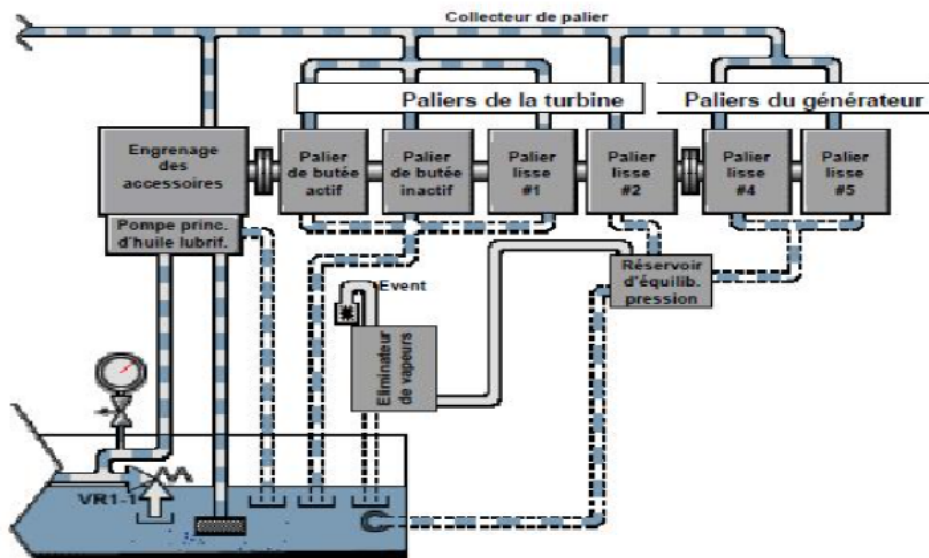 Collecteur de palier
Paliers de la turbine
Paliers du générateur
Engrenage
des
accessoires
Palier
de butée
actif
Palier
de butée
inactif
Palier
lisse
#1
Palier
lisse
#2
Palier
lisse
#4
Palier
lisse
#5
Pompe princ.
d'huile lubrif.
Réservoir
d'équilib.
pression
Event
Eliminateur
de vapeurs
VR1-1